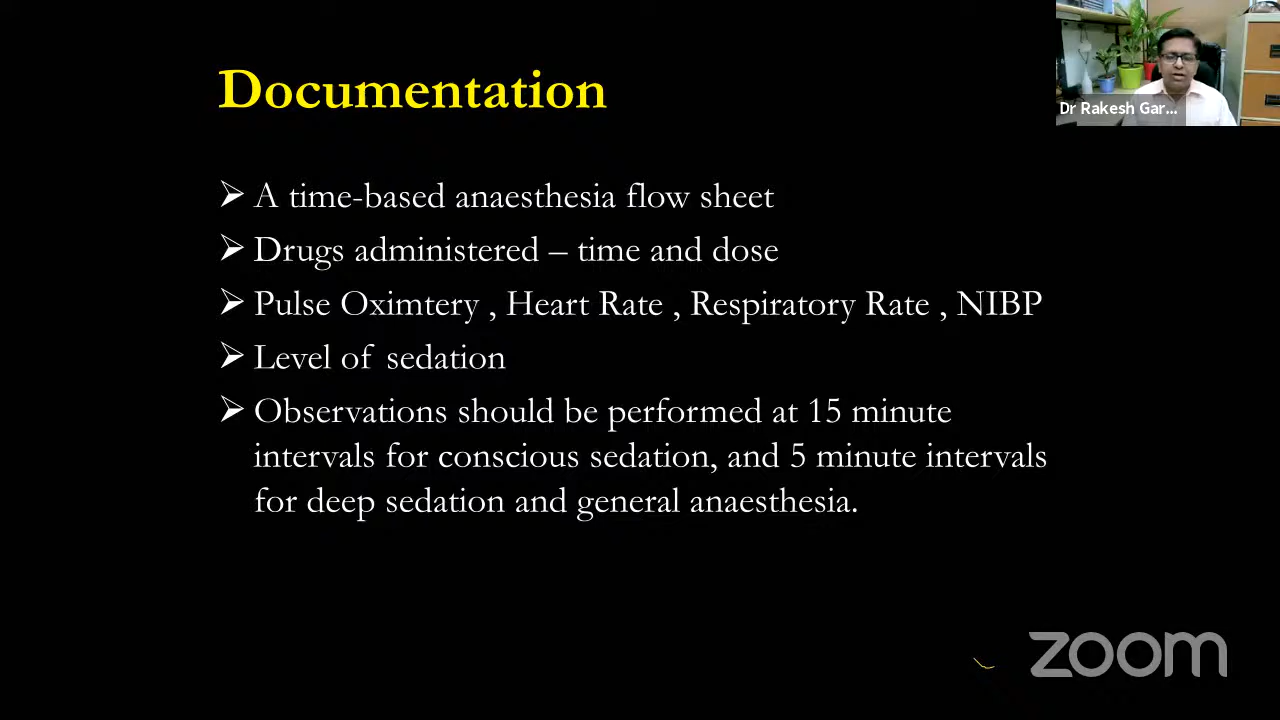 Documentation
Dr Rakesh Gar...
➢ A time-based anaesthesia flow sheet
➢ Drugs administered – time and dose
➢ Pulse Oximtery , Heart Rate , Respiratory Rate , NIBP
➢ Level of sedation
➢ Observations should be performed at 15 minute
intervals for conscious sedation, and 5 minute intervals
for deep sedation and general anaesthesia.
zoom